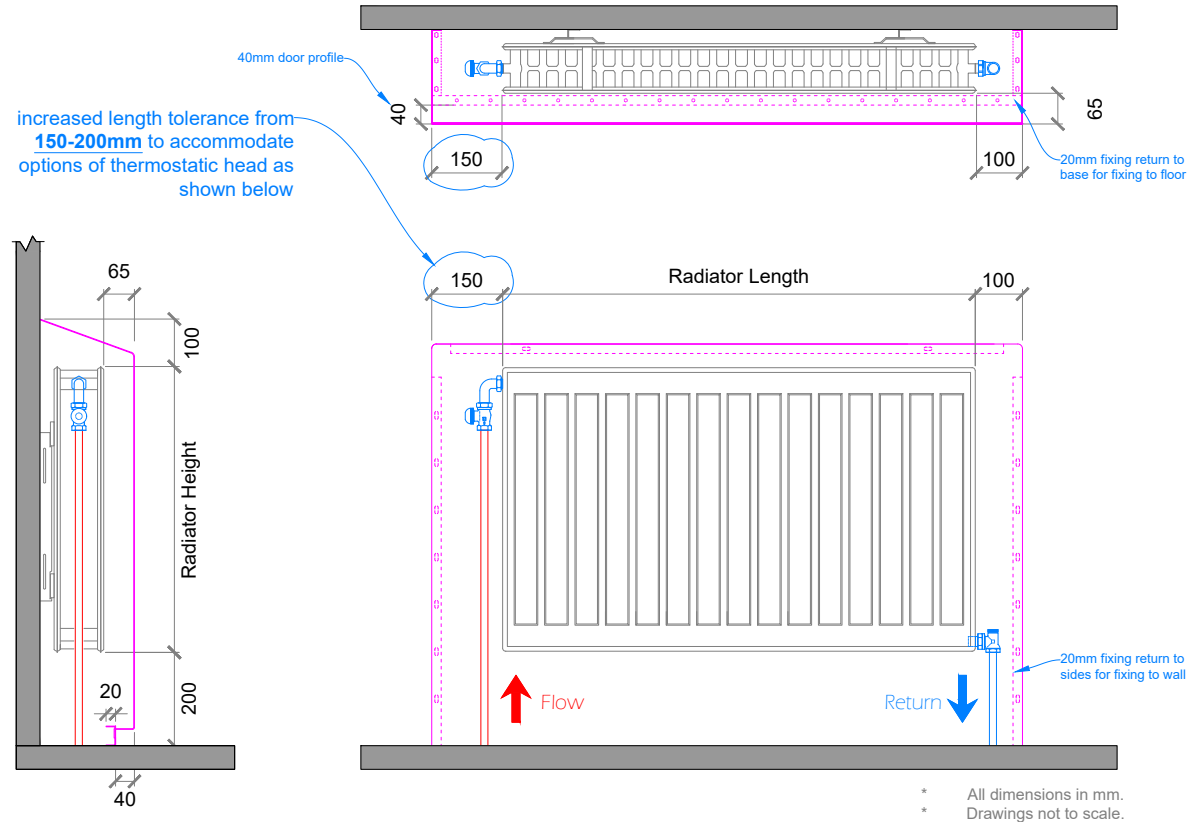 40mm door profile
increased length tolerance from
150-200mm to accommodate
options of thermostatic head as
shown below
40
150
100
65
20mm fixing return to
base for fixing to floor
65
100
Radiator Height
200
20
40
150
Radiator Length
100
Flow
Return
20mm fixing return to
sides for fixing to wall
* All dimensions in mm.
* Drawings not to scale.